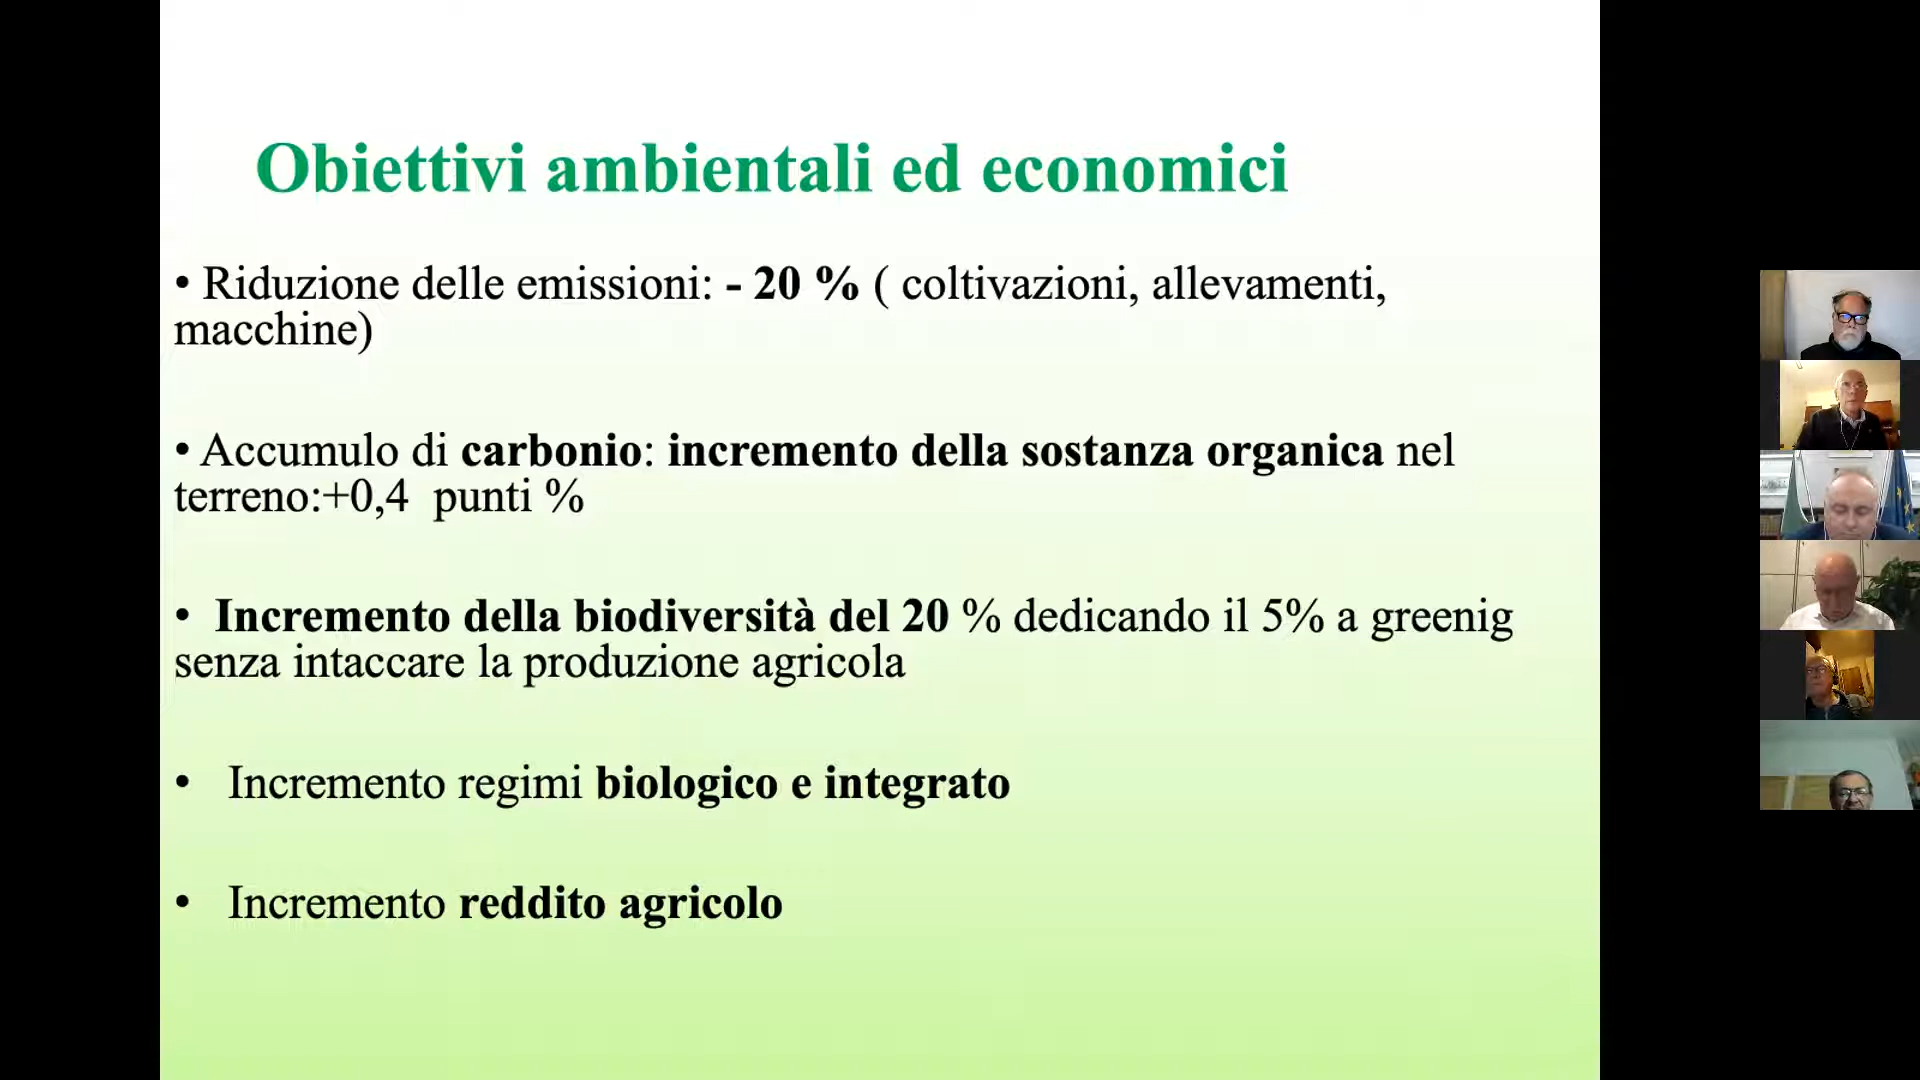 Obiettivi ambientali ed economici
• Riduzione delle emissioni: - 20 % ( coltivazioni, allevamenti,
macchine)
• Accumulo di carbonio: incremento della sostanza organica nel
terreno:+0,4 punti %
• Incremento della biodiversità del 20 % dedicando il 5% a greenig
senza intaccare la produzione agricola
• Incremento regimi biologico e integrato
• Incremento reddito agricolo